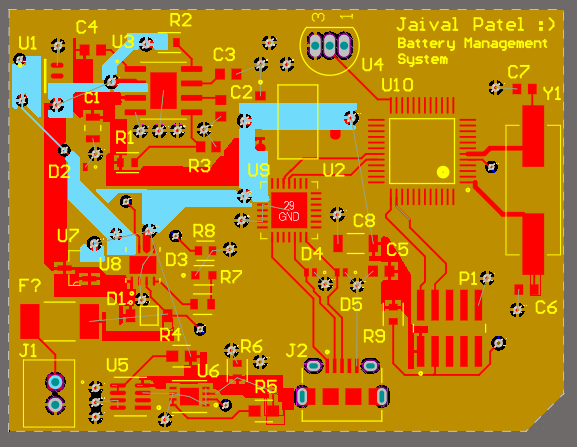 Jaival Patel :)
Battery Management
System
3 1
R2
C4
U3
U1
C3
U4
U10
C7
Y1
C2
C1
R1
R3
D2
U9
U2
29
GND
R8
U7
U8
D3
C8
D4
C5
R7
F?
D1
D5
P1
C6
R4
R9
J1
U5
U6
R6
J2
R5